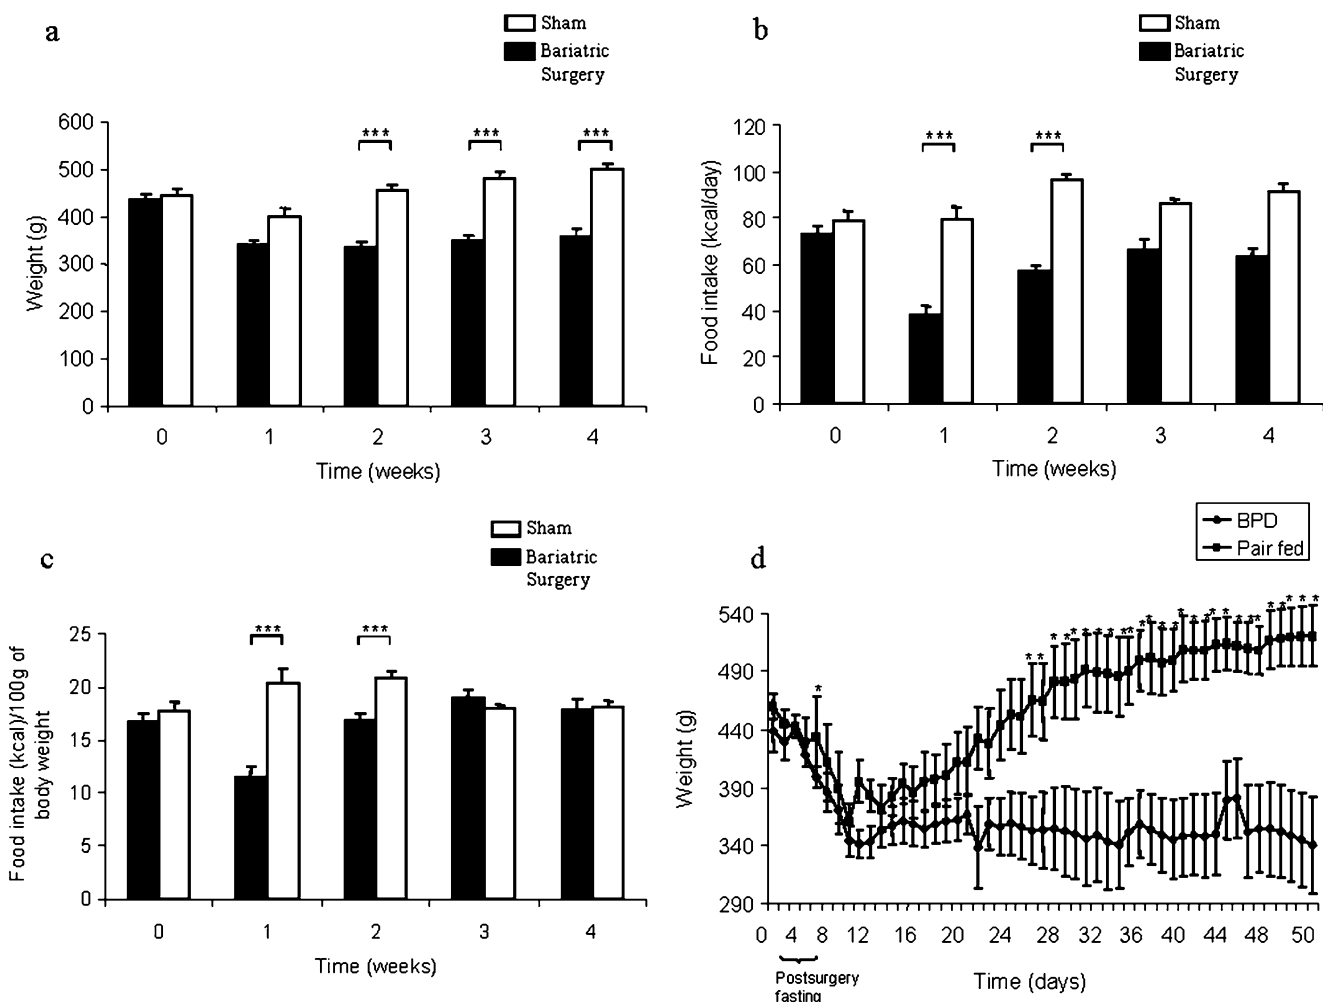 a
Sham
Bariatric
Surgery
Weight (g)
600
500
400
300
200
100
0
***
***
***
0 1 2 3 4
Time (weeks)
b
Sham
Bariatric
Surgery
Food intake (kcal/day)
120
100
80
60
40
20
0
***
***
0 1 2 3 4
Time (weeks)
c
Sham
Bariatric
Surgery
Food intake (kcal)/100g of
body weight
25
20
15
10
5
0
***
***
0 1 2 3 4
Time (weeks)
d
BPD
Pair fed
Weight (g)
540
490
440
390
340
290
0 4 8 12 16 20 24 28 32 36 40 44 50
Postsurgery
fasting
Time (days)